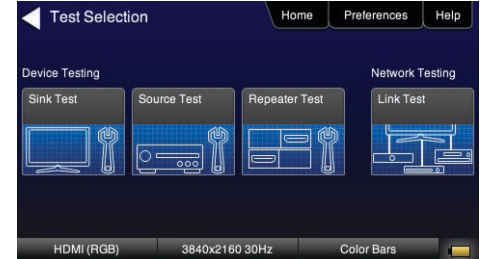 Test Selection
Home
Preferences
Help
Device Testing
Network Testing
Sink Test
Source Test
Repeater Test
Link Test
HDMI (RGB)
3840x2160 30Hz
Color Bars